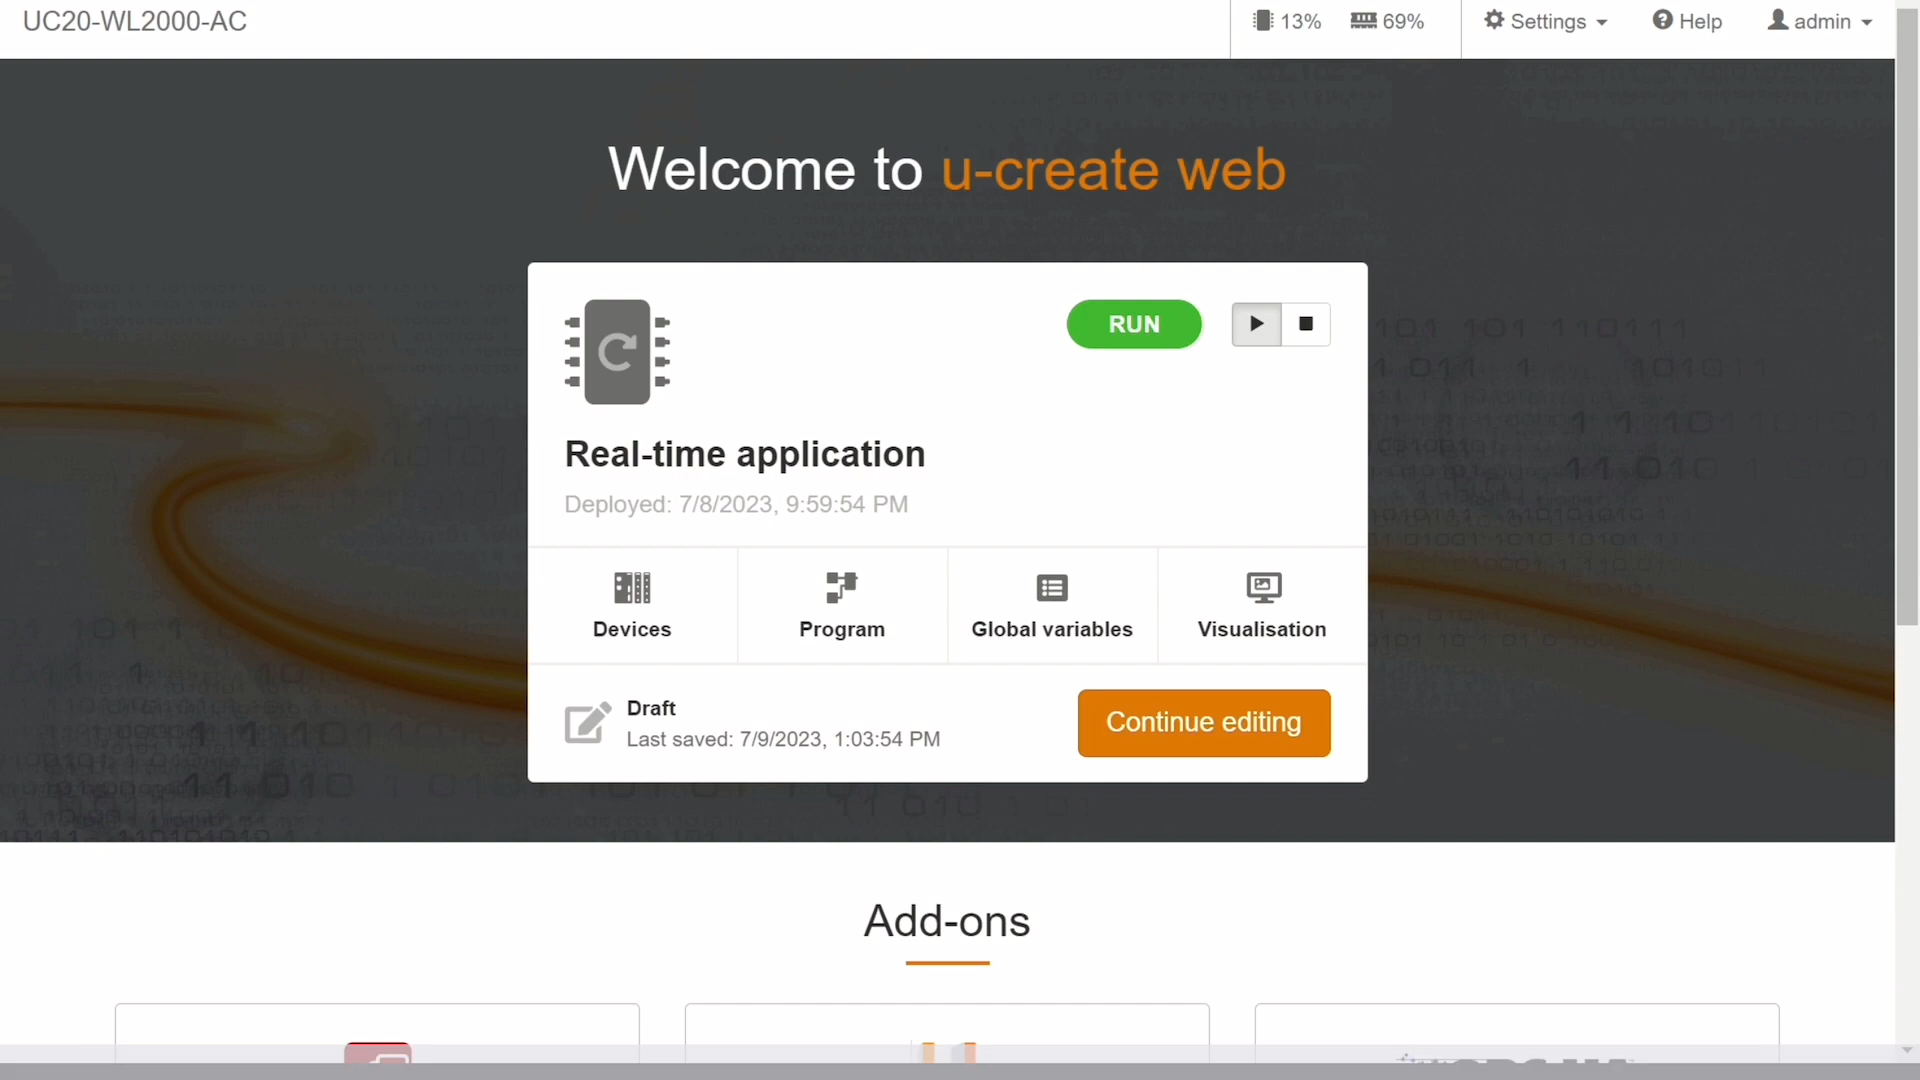 UC20-WL2000-AC
13%
69%
Settings
Help
admin
Welcome to u-create web
RUN
Real-time application
Deployed: 7/8/2023, 9:59:54 PM
Devices
Program
Global variables
Visualisation
Draft
Last saved: 7/9/2023, 1:03:54 PM
Continue editing
Add-ons